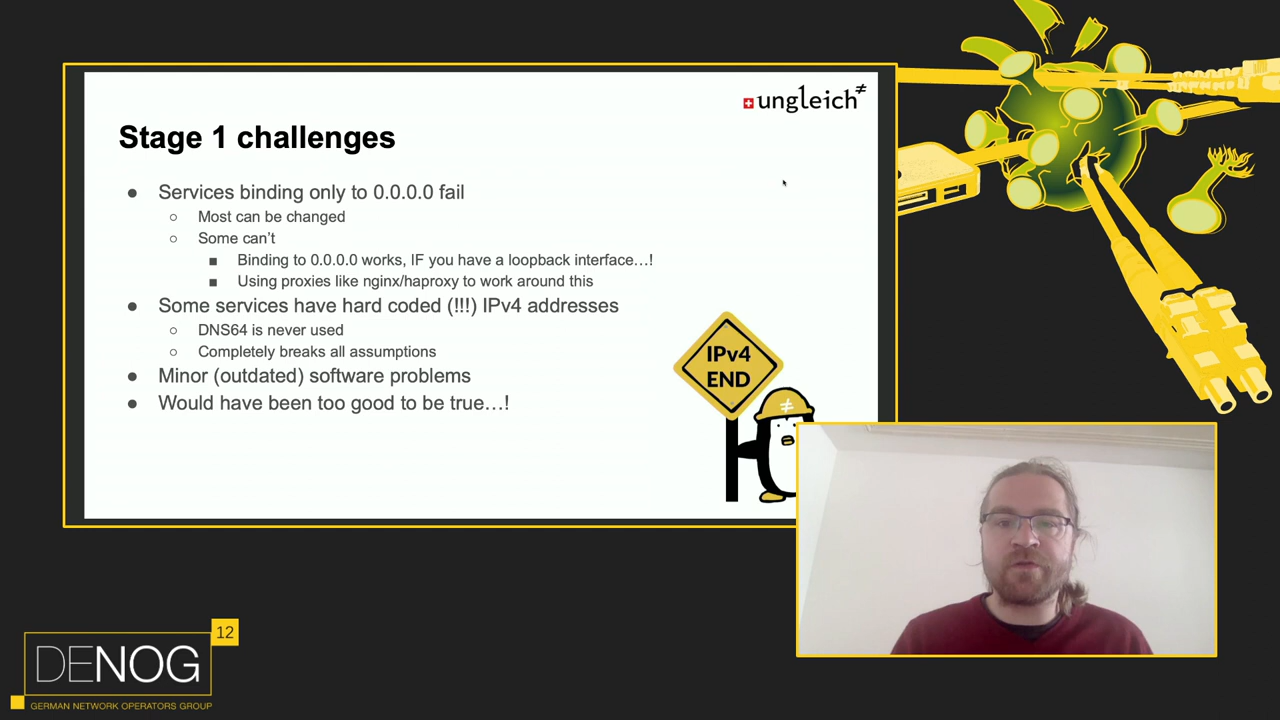 ungleich≠
Stage 1 challenges
● Services binding only to 0.0.0.0 fail
○ Most can be changed
○ Some can't
■ Binding to 0.0.0.0 works, IF you have a loopback interface…!
■ Using proxies like nginx/haproxy to work around this
● Some services have hard coded (!!!) IPv4 addresses
○ DNS64 is never used
○ Completely breaks all assumptions
● Minor (outdated) software problems
● Would have been too good to be true…!
IPv4
END
≠
12
DENOG
GERMAN NETWORK OPERATORS GROUP